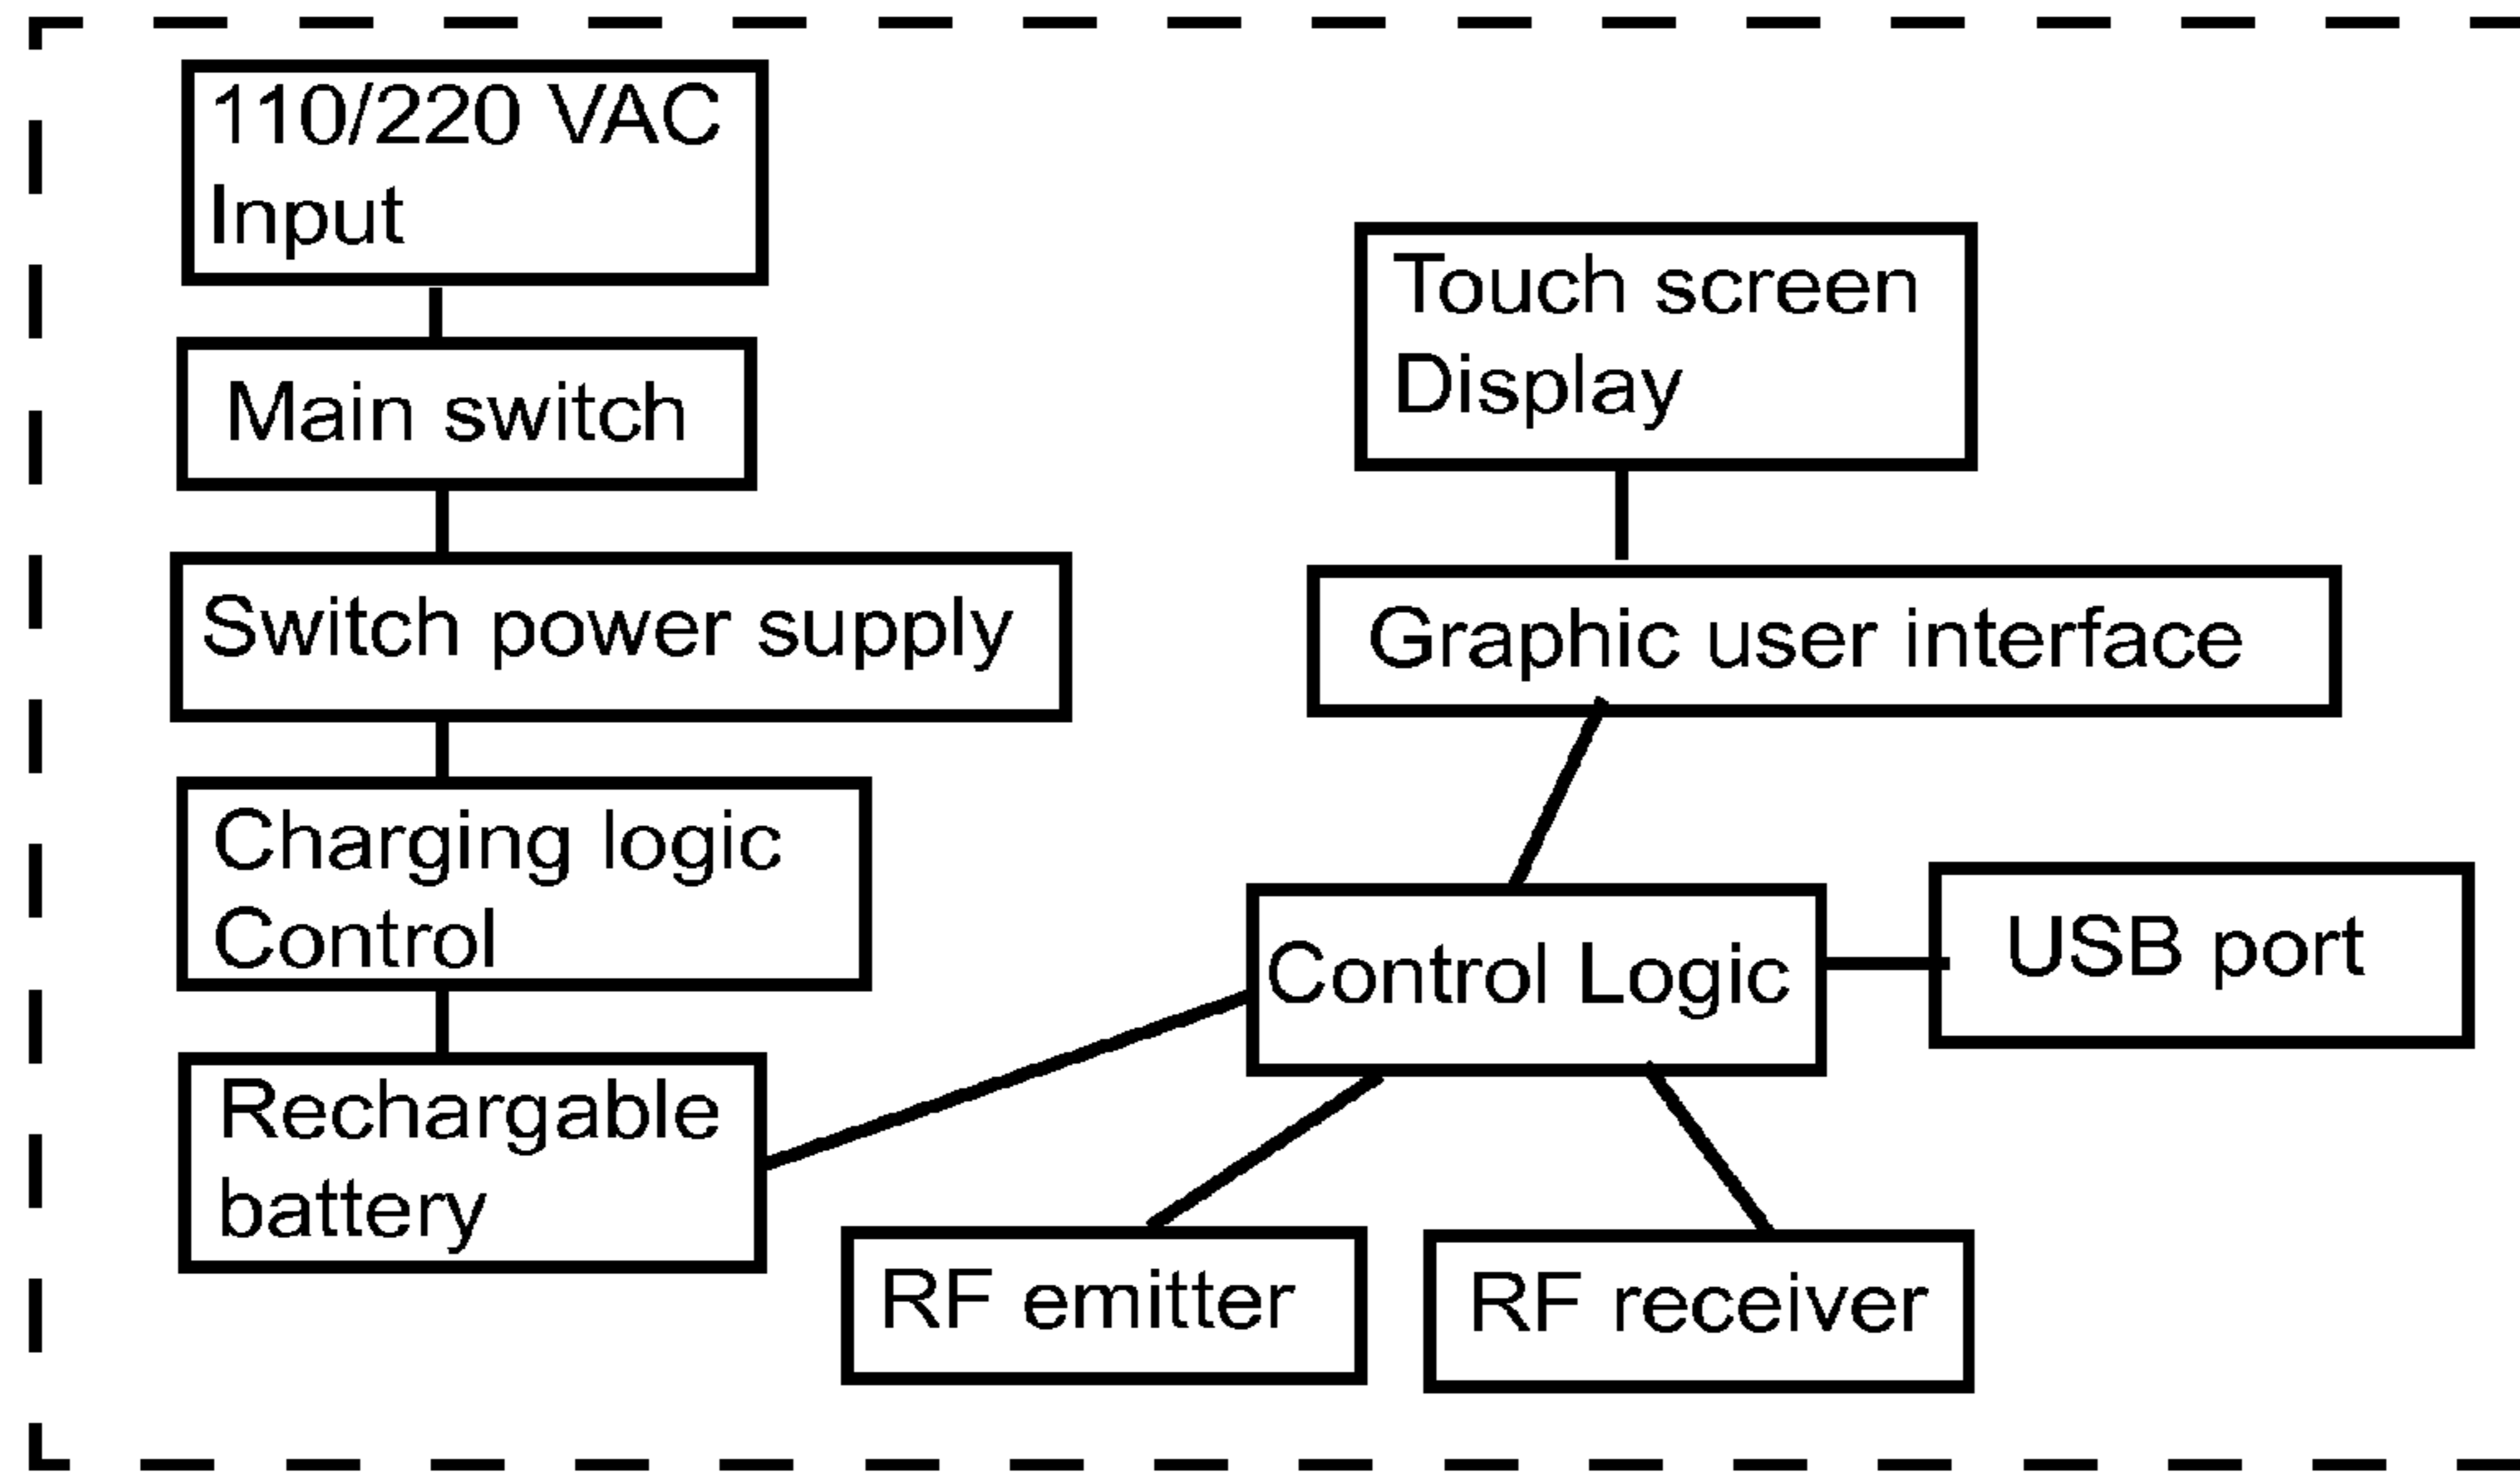 110/220 VAC
Input
Main switch
Switch power supply
Charging logic
Control
Rechargable
battery
Touch screen
Display
Graphic user interface
Control Logic
USB port
RF emitter
RF receiver